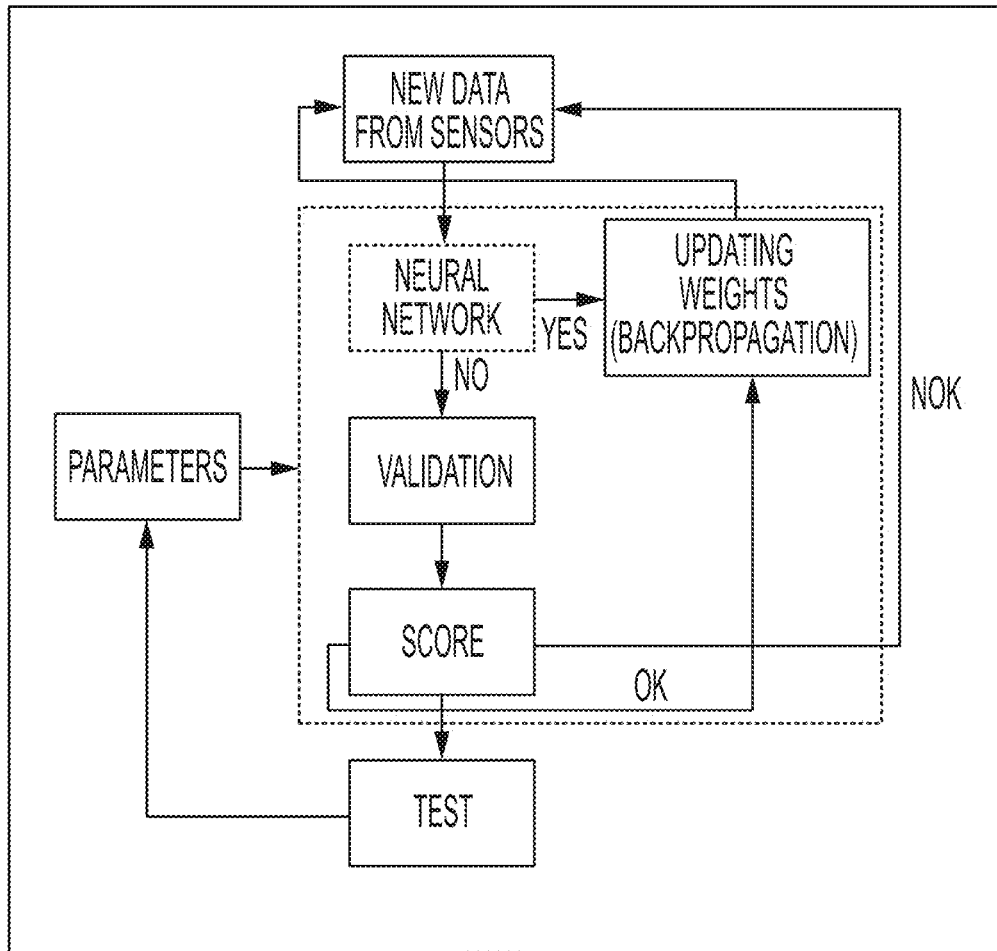 NEW DATA
FROM SENSORS
NEURAL
NETWORK
YES
UPDATING
WEIGHTS
(BACKPROPAGATION)
NO
NOK
PARAMETERS
VALIDATION
SCORE
OK
TEST